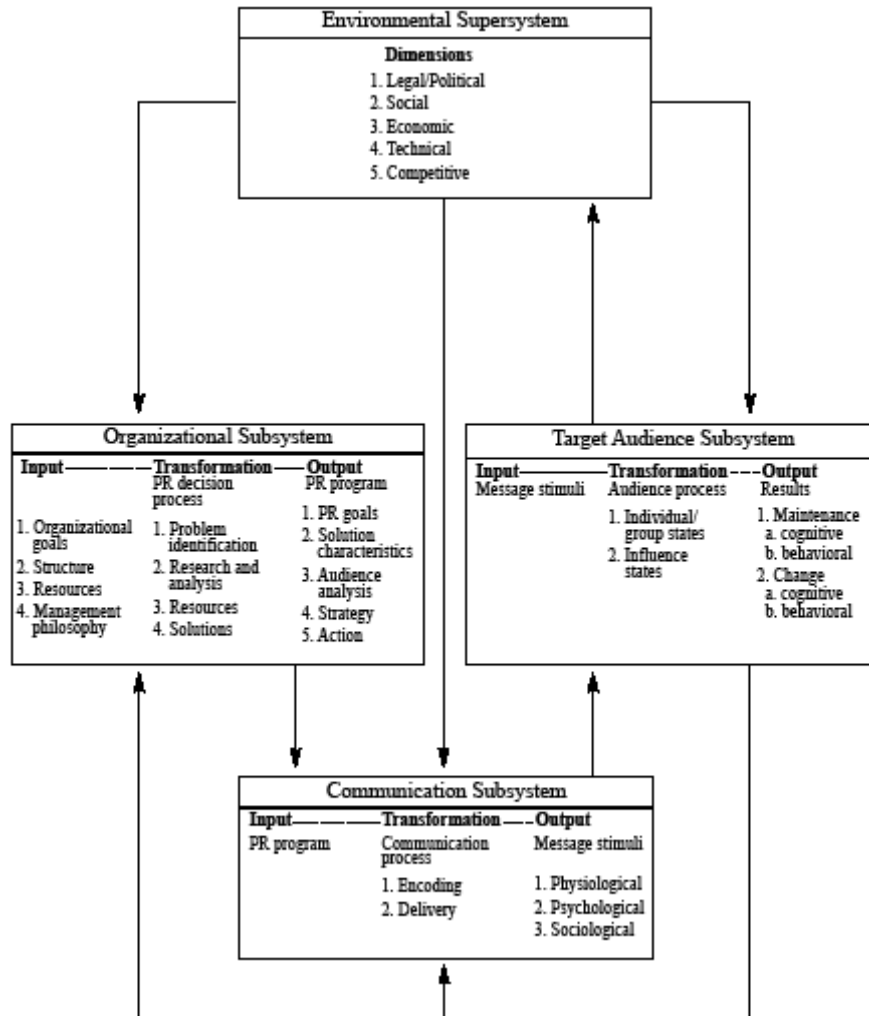 Environmental Supersystem
Dimensions
1. Legal/Political
2. Social
3. Economic
4. Technical
5. Competitive
Organizational Subsystem
Input Transformation Output
PR decision
process
PR program
1. Organizational
goals
2. Structure
3. Resources
4. Management
philosophy
1. Problem
identification
2. Research and
analysis
3. Resources
4. Solutions
1. PR goals
2. Solution
characteristics
3. Audience
analysis
4. Strategy
5. Action
Target Audience Subsystem
Input Transformation Output
Message stimuli Audience process Results
1. Individual/
group states
2. Influence
states
1. Maintenance
a. cognitive
b. behavioral
2. Change
a. cognitive
b. behavioral
Communication Subsystem
Input Transformation Output
PR program
Communication
process
Message stimuli
1. Encoding
2. Delivery
1. Physiological
2. Psychological
3. Sociological